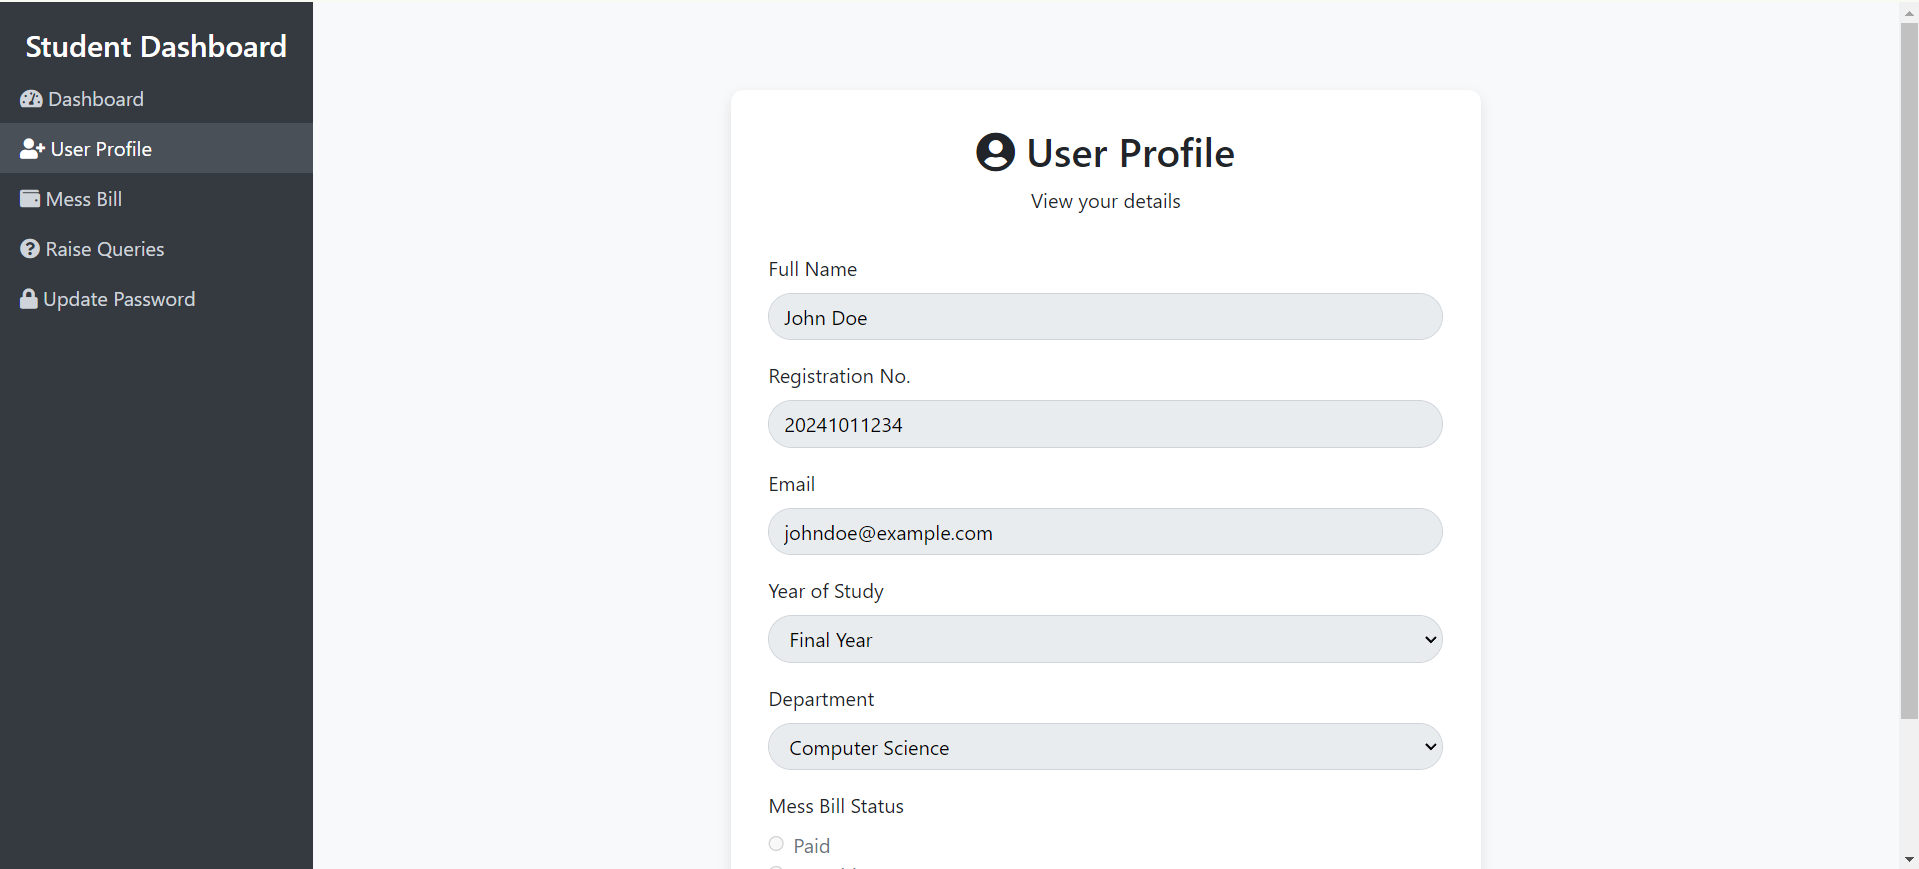 Student Dashboard
Dashboard
User Profile
Mess Bill
Raise Queries
Update Password
User Profile
View your details
Full Name
John Doe
Registration No.
20241011234
Email
johndoe@example.com
Year of Study
Final Year
Department
Computer Science
Mess Bill Status
Paid